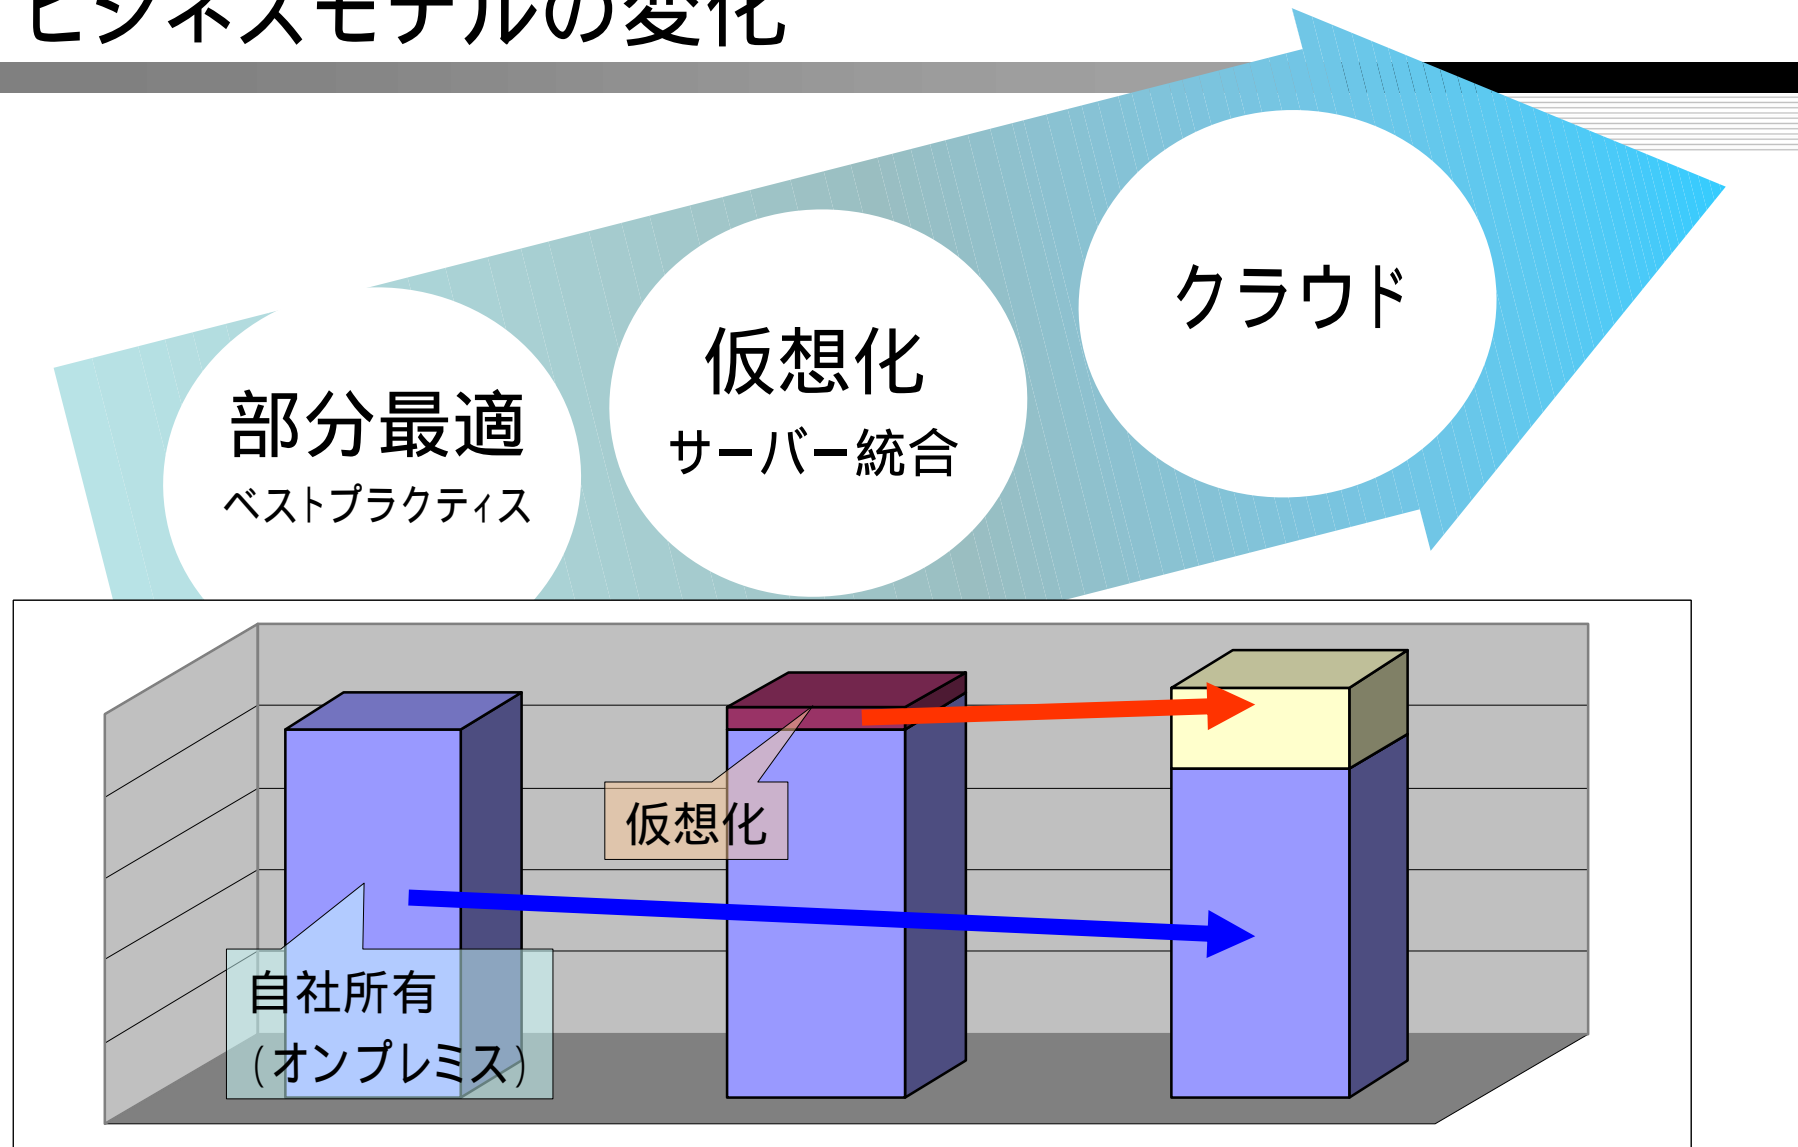 ビジネスモデルの変化
クラウド
仮想化
サーバー統合
部分最適
ベストプラクティス
仮想化
自社所有
(オンプレミス)